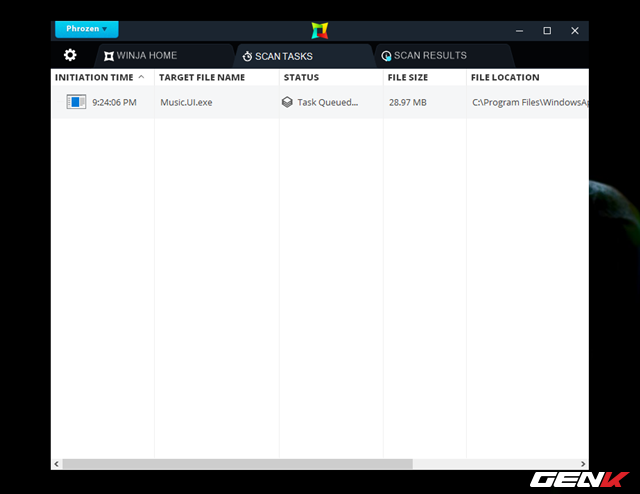 Phrozen
WINJA HOME
SCAN TASKS
SCAN RESULTS
INITIATION TIME TARGET FILE NAME STATUS FILE SIZE FILE LOCATION
9:24:06 PM Music.UI.exe Task Queued... 28.97 MB C:\Program Files\WindowsAp
GENK